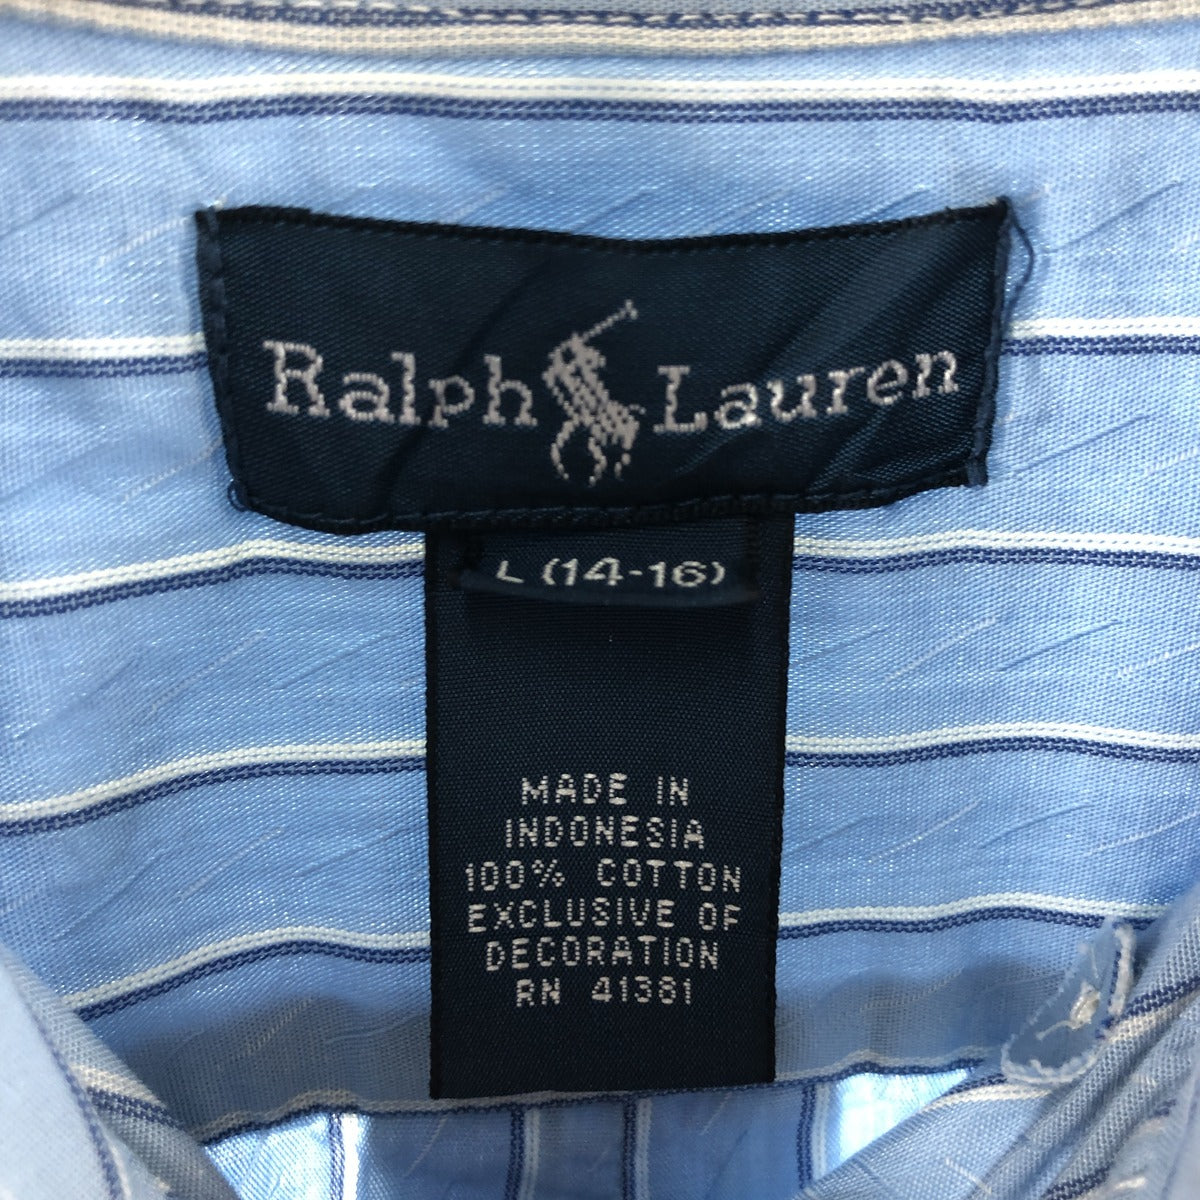 Ralph Lauren
L (14-16)
MADE IN
INDONESIA
100% COTTON
EXCLUSIVE OF
DECORATION
RN 41381